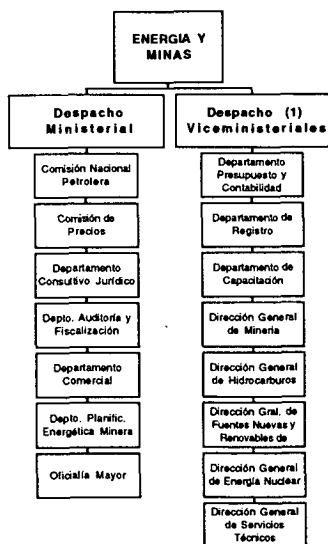 ENERGIA Y
MINAS
Despacho
Ministerial
Comisión Nacional
Petrolera
Comisión de
Precios
Departamento
Consultivo Jurídico
Depto. Auditoría y
Fiscalización
Departamento
Comercial
Depto. Planific.
Energética Minera
Oficialía Mayor
Despacho (1)
Viceministeriales
Departamento
Presupuesto y
Contabilidad
Departamento de
Registro
Departamento de
Capacitación
Dirección General
de Minería
Dirección General
de Hidrocarburos
Dirección Gral. de
Fuentes Nuevas y
Renovables de
Dirección General
de Energía Nuclear
Dirección General
de Servicios
Técnicos